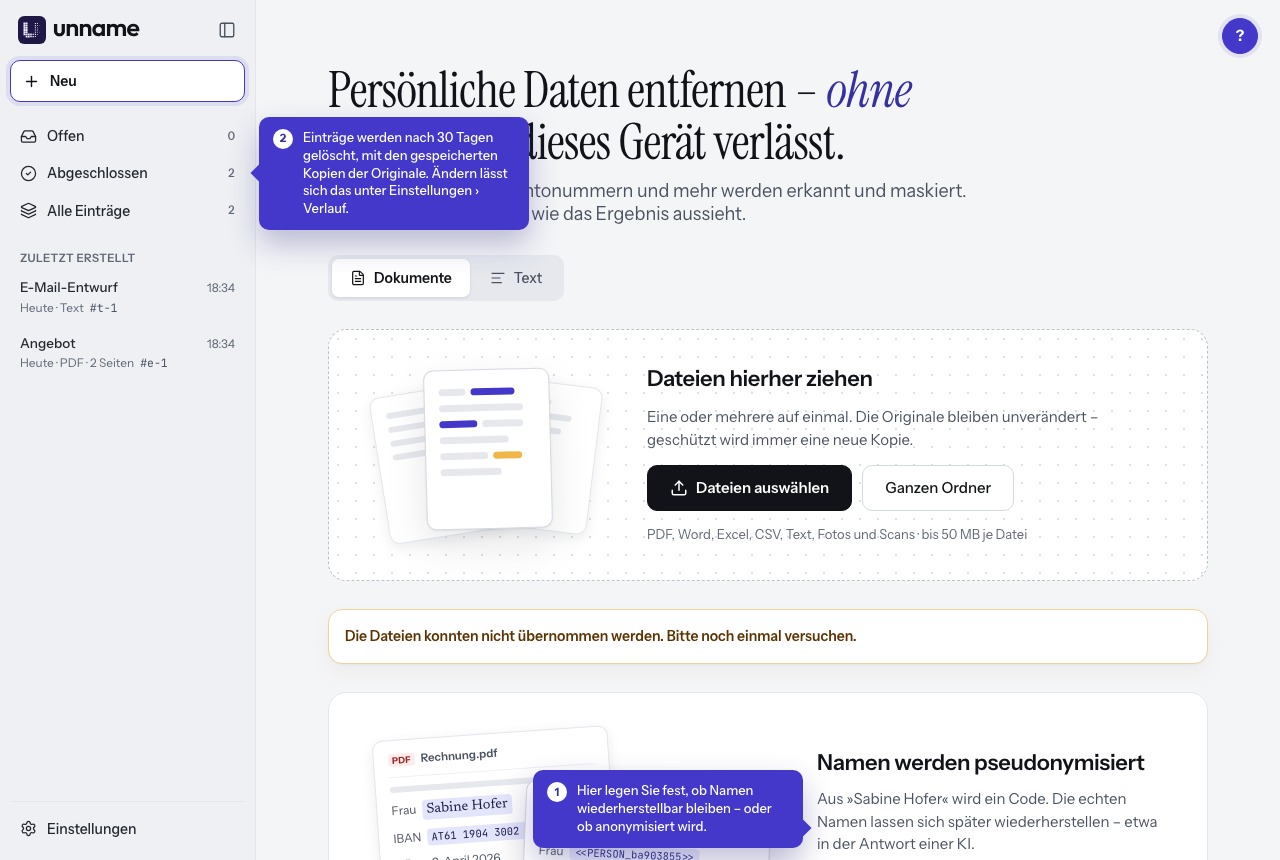 unname
Neu
Offen 0
Abgeschlossen 2
Alle Einträge 2
ZULETZT ERSTELLT
E-Mail-Entwurf 18:34
Heute · Text #t-1
Angebot 18:34
Heute · PDF · 2 Seiten #e-1
Einstellungen
?
Persönliche Daten entfernen – ohne
dieses Gerät verlässt.
ntonummern und mehr werden erkannt und maskiert.
wie das Ergebnis aussieht.
2 Einträge werden nach 30 Tagen
gelöscht, mit den gespeicherten
Kopien der Originale. Ändern lässt
sich das unter Einstellungen ›
Verlauf.
Dokumente
Text
Dateien hierher ziehen
Eine oder mehrere auf einmal. Die Originale bleiben unverändert –
geschützt wird immer eine neue Kopie.
Dateien auswählen
Ganzen Ordner
PDF, Word, Excel, CSV, Text, Fotos und Scans · bis 50 MB je Datei
Die Dateien konnten nicht übernommen werden. Bitte noch einmal versuchen.
PDF Rechnung.pdf
Frau Sabine Hofer
IBAN AT61 1904 3002
April 2026
1 Hier legen Sie fest, ob Namen
wiederherstellbar bleiben – oder
ob anonymisiert wird.
Frau <<PERSON_ba903855>>
Namen werden pseudonymisiert
Aus »Sabine Hofer« wird ein Code. Die echten
Namen lassen sich später wiederherstellen – etwa
in der Antwort einer KI.